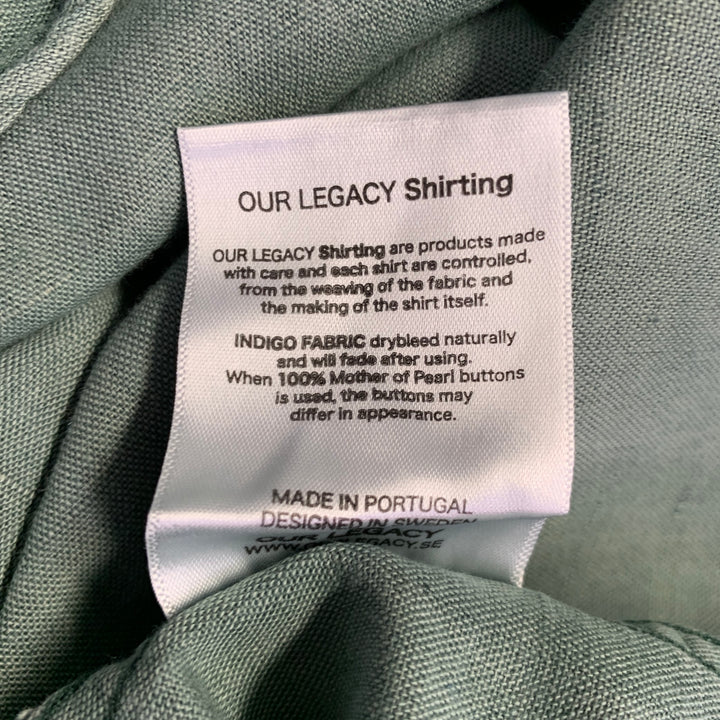 OUR LEGACY Shirting
OUR LEGACY Shirting are products made
with care and each shirt are controlled,
from the weaving of the fabric and
the making of the shirt itself.
INDIGO FABRIC drybleed naturally
and will fade after using.
When 100% Mother of Pearl buttons
is used, the buttons may
differ in appearance.
MADE IN PORTUGAL
DESIGNED IN SWEDEN
OUR LEGACY
LEGACY.SE